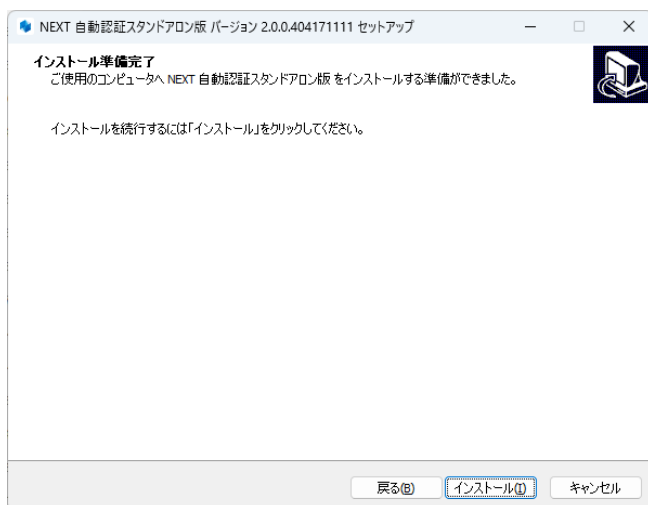 NEXT 自動認証スタンドアロン版 バージョン 2.0.0.404171111 セットアップ
インストール準備完了
ご使用のコンピュータへ NEXT 自動認証スタンドアロン版 をインストールする準備ができました。
インストールを続行するには「インストール」をクリックしてください。
戻る(B) インストール(I) キャンセル